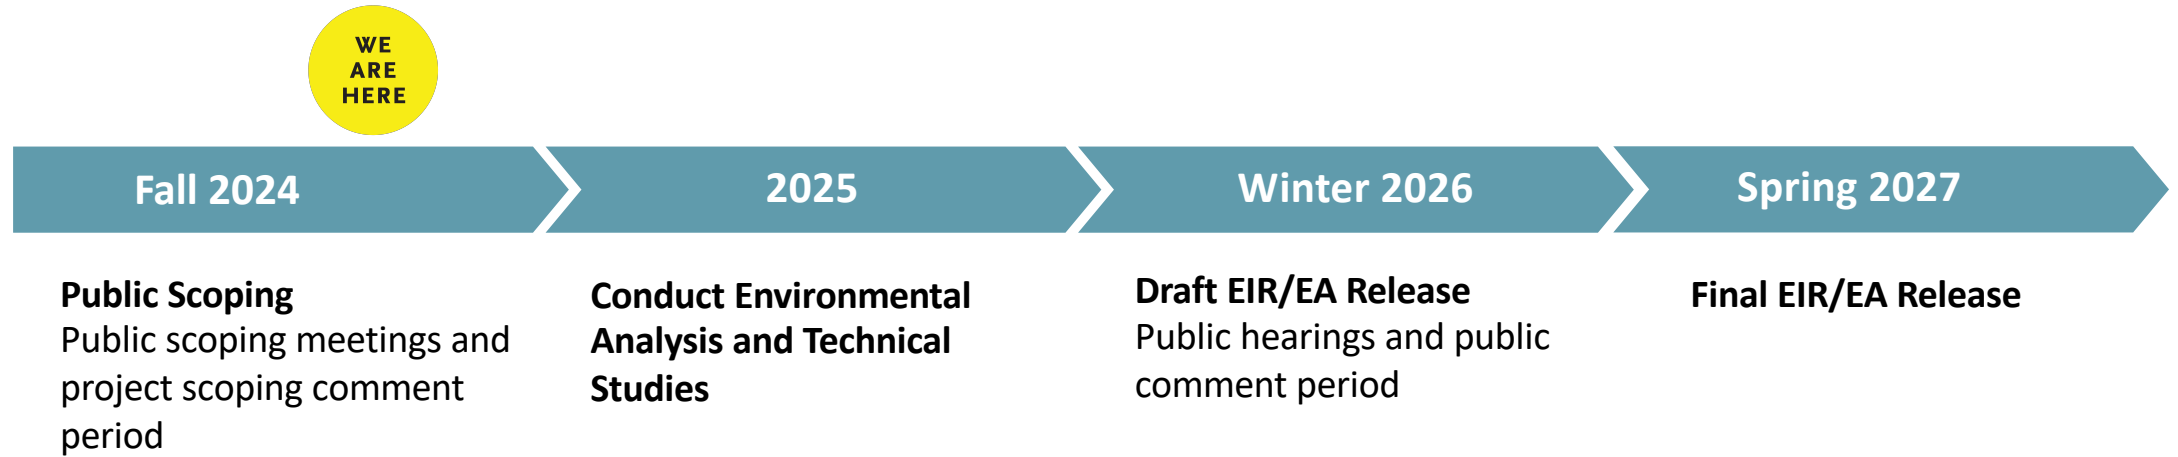 WE
ARE
HERE
Fall 2024
2025
Winter 2026
Spring 2027
Public Scoping
Public scoping meetings and
project scoping comment
period
Conduct Environmental
Analysis and Technical
Studies
Draft EIR/EA Release
Public hearings and public
comment period
Final EIR/EA Release